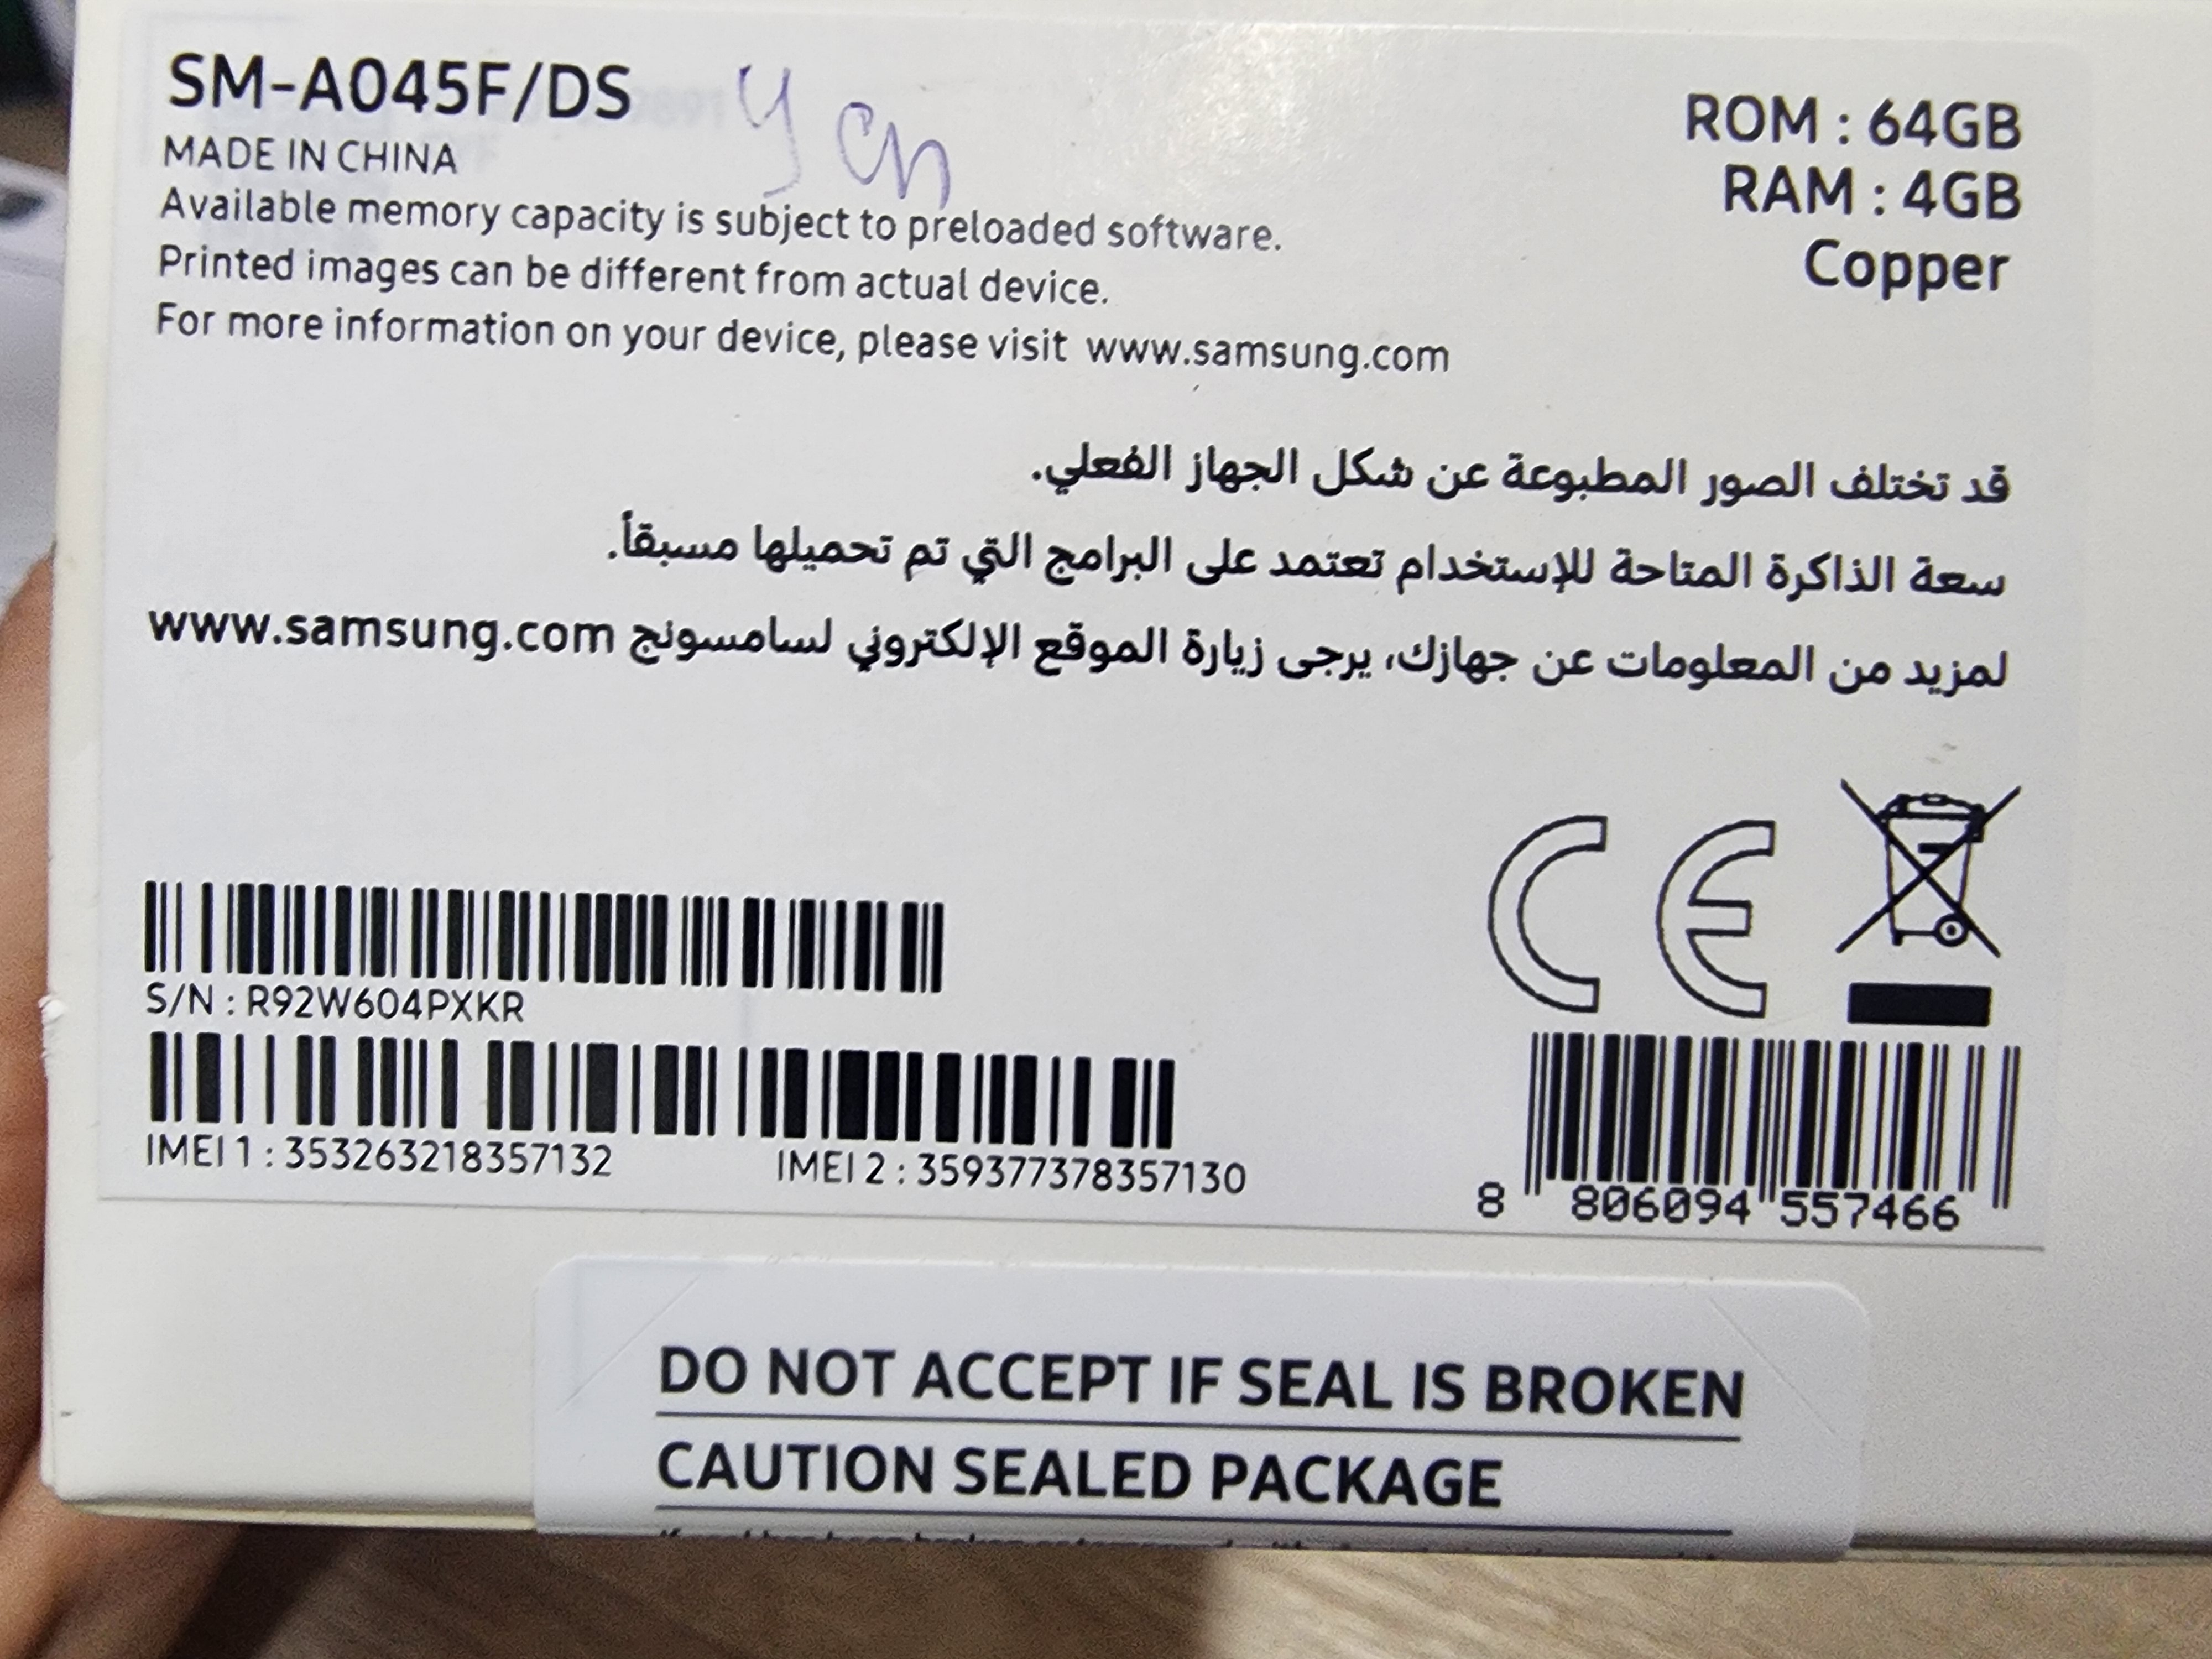 SM-A045F/DS
MADE IN CHINA
Available memory capacity is subject to preloaded software.
Printed images can be different from actual device.
For more information on your device, please visit www.samsung.com
ROM : 64GB
RAM : 4GB
Copper
قد تختلف الصور المطبوعة عن شكل الجهاز الفعلي.
سعة الذاكرة المتاحة للإستخدام تعتمد على البرامج التي تم تحميلها مسبقاً.
لمزيد من المعلومات عن جهازك، يرجى زيارة الموقع الإلكتروني لسامسونج www.samsung.com
CE
S/N : R92W604PXKR
IMEI 1 : 353263218357132 IMEI 2 : 359377378357130
8 806094 557466
DO NOT ACCEPT IF SEAL IS BROKEN
CAUTION SEALED PACKAGE